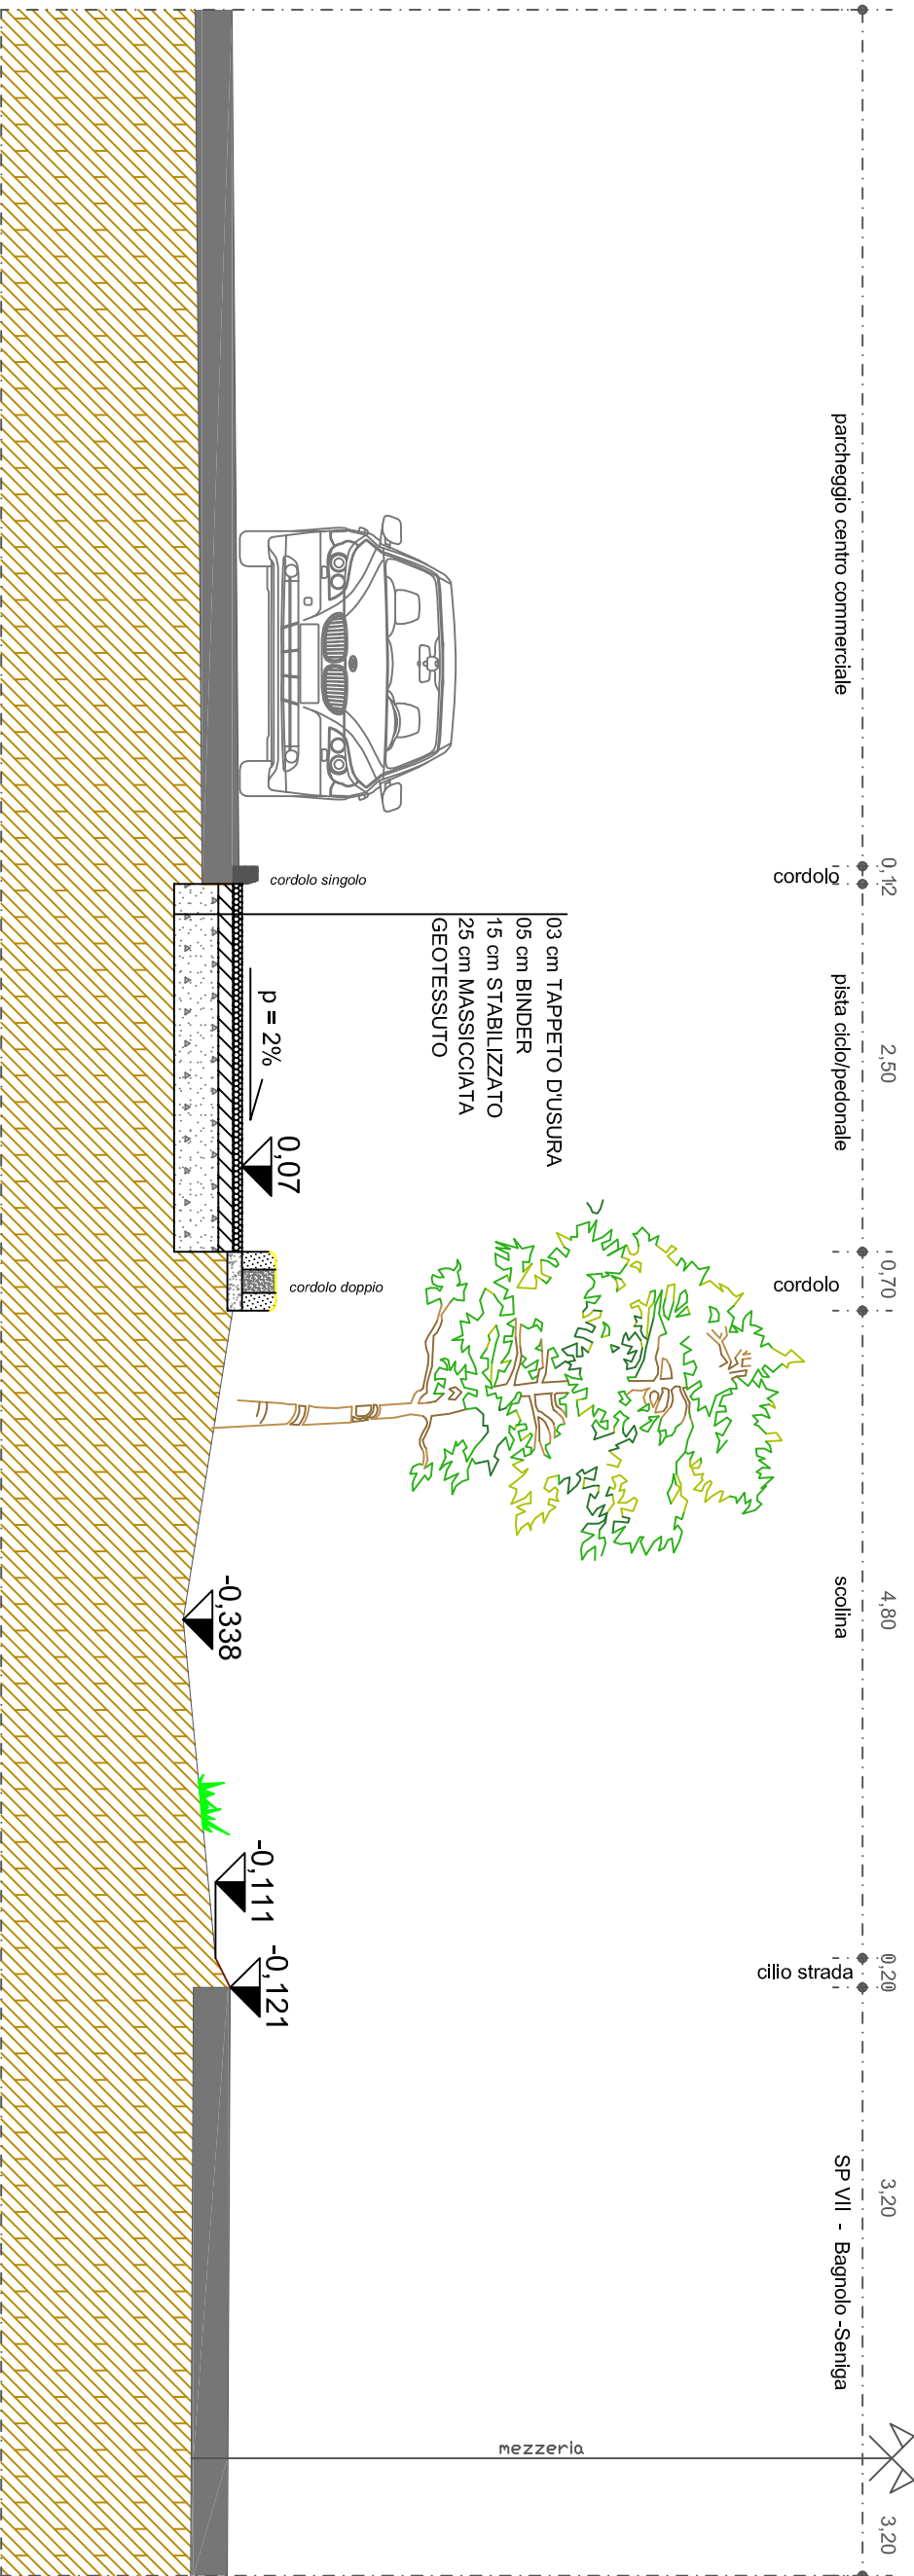 parcheggio centro commerciale
0,12
cordolo
cordolo singolo
03 cm TAPPETO D'USURA
05 cm BINDER
15 cm STABILIZZATO
25 cm MASSICCIATA
GEOTESSUTO
2,50
pista ciclo/pedonale
p = 2%
0,07
0,70
cordolo
cordolo doppio
4,80
scolina
-0,338
-0,111
-0,121
0,20
cilio strada
3,20
SP VII - Bagnolo -Seniga
mezzeria
3,20